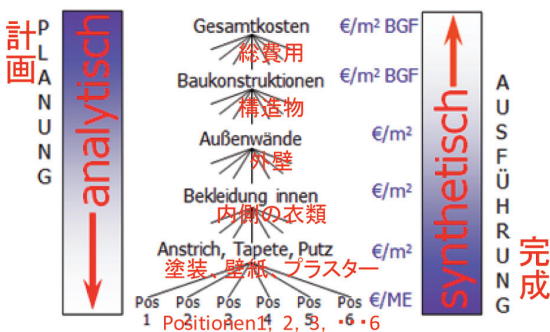 計画
PLANUNG
analytisch
Gesamtkosten €/m² BGF
総費用
Baukonstruktionen €/m² BGF
構造物
Außenwände €/m²
外壁
Bekleidung innen €/m²
内側の衣類
Anstrich, Tapete, Putz €/m²
塗装、壁紙、プラスター
Pos Pos Pos Pos Pos Pos €/ME
1 2 3 4 5 6
Positionen1, 2, 3, ・・6
synthetisch
AUSFÜHRUNG
完成